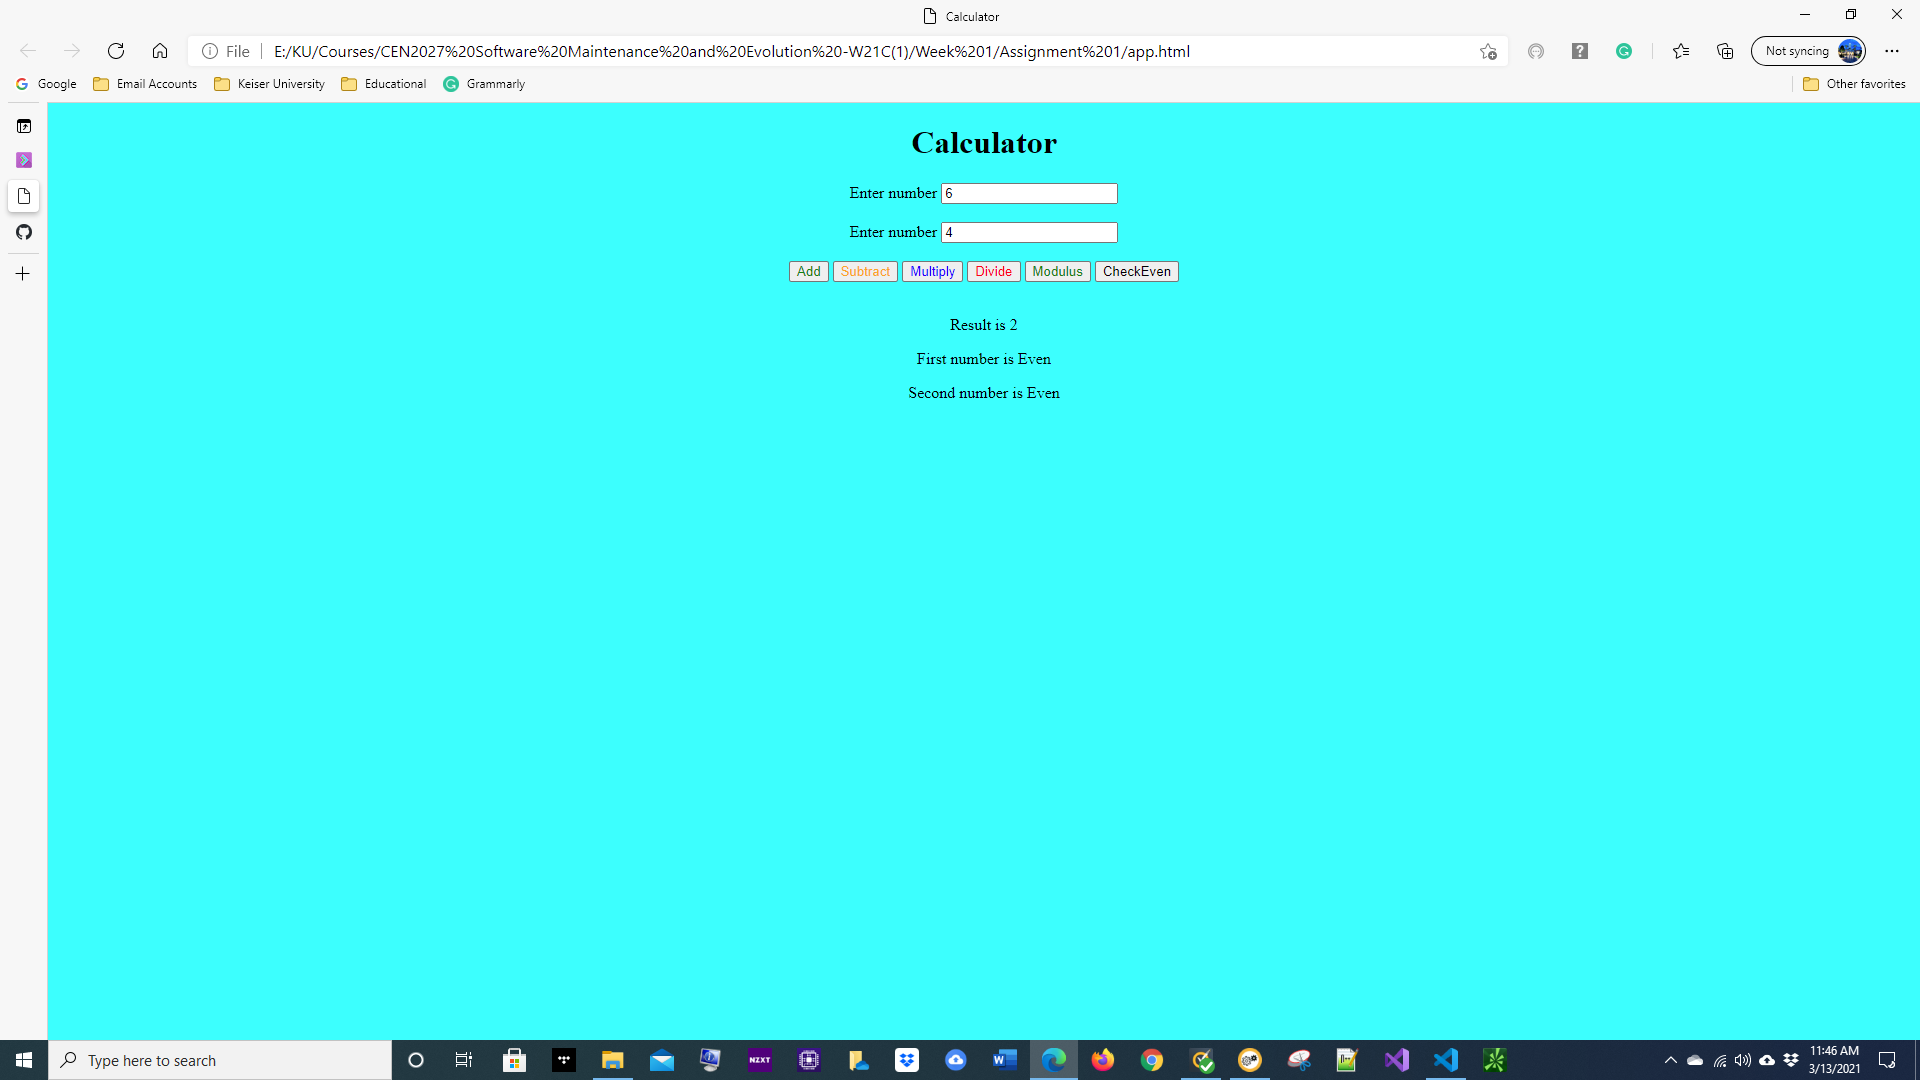 Calculator
File E:/KU/Courses/CEN2027%20Software%20Maintenance%20and%20Evolution%20-W21C(1)/Week%201/Assignment%201/app.html Not syncing
Google Email Accounts Keiser University Educational Grammarly Other favorites
Calculator
Enter number 6
Enter number 4
Add Subtract Multiply Divide Modulus CheckEven
Result is 2
First number is Even
Second number is Even
Type here to search NZXT 11:46 AM
3/13/2021